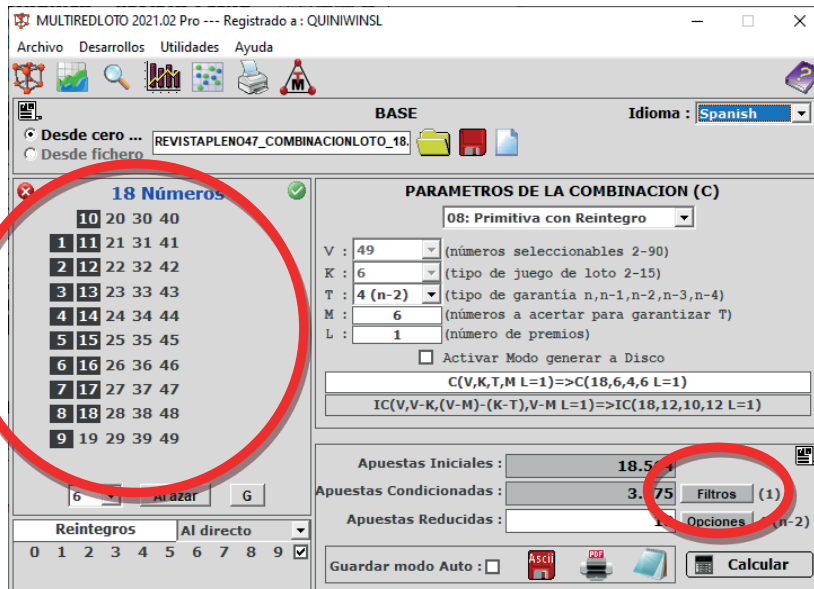 MULTIREDLOTO 2021.02 Pro --- Registrado a : QUINIWINSL
Archivo Desarrollos Utilidades Ayuda
M
BASE
Idioma : Spanish
Desde cero ...
Desde fichero
REVISTAPLENO47_COMBINACIONLOTO_18.
18 Números
10 20 30 40
1 11 21 31 41
2 12 22 32 42
3 13 23 33 43
4 14 24 34 44
5 15 25 35 45
6 16 26 36 46
7 17 27 37 47
8 18 28 38 48
9 19 29 39 49
6 Al azar G
Reintegros Al directo
0 1 2 3 4 5 6 7 8 9
PARAMETROS DE LA COMBINACION (C)
08: Primitiva con Reintegro
V : 49 (números seleccionables 2-90)
K : 6 (tipo de juego de loto 2-15)
T : 4 (n-2) (tipo de garantía n,n-1,n-2,n-3,n-4)
M : 6 (números a acertar para garantizar T)
L : 1 (número de premios)
Activar Modo generar a Disco
C(V,K,T,M L=1)=>C(18,6,4,6 L=1)
IC(V,V-K,(V-M)-(K-T),V-M L=1)=>IC(18,12,10,12 L=1)
Apuestas Iniciales :
Apuestas Condicionadas : Filtros (1)
Apuestas Reducidas : Opciones
Guardar modo Auto : Ascii PDF Calcular